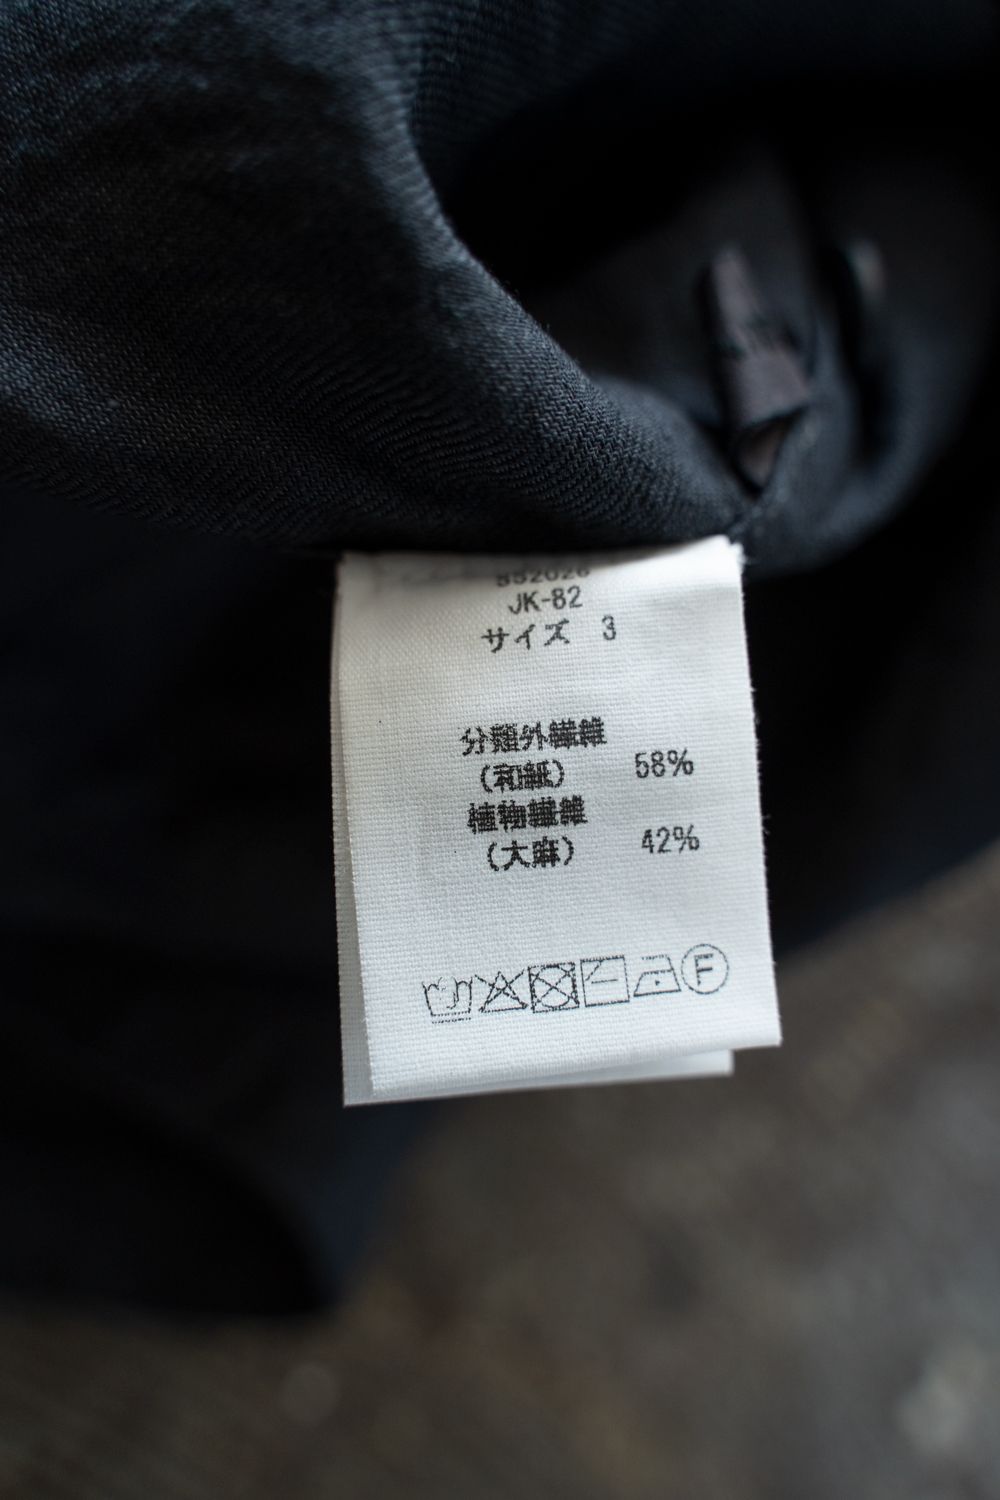 SS2026
JK-82
サイズ 3
分類外繊維
(和紙) 58%
植物繊維
(大麻) 42%
F